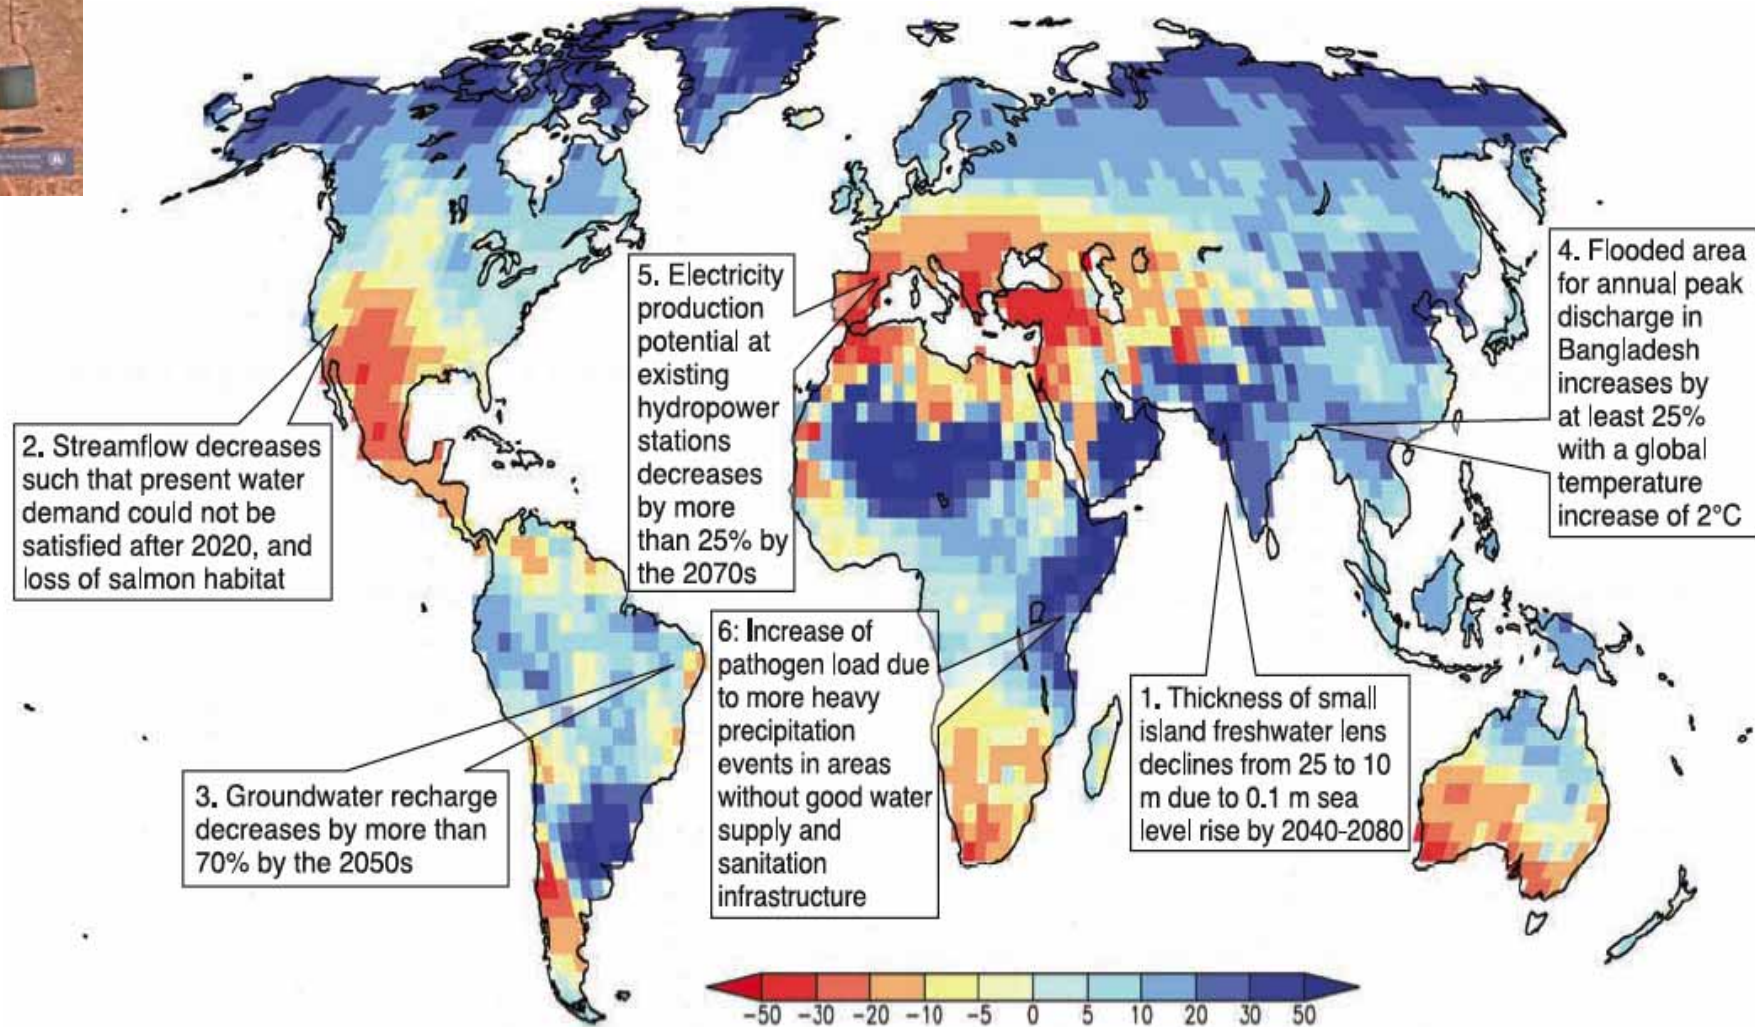 5. Electricity
production
potential at
existing
hydropower
stations
decreases
by more
than 25% by
the 2070s
4. Flooded area
for annual peak
discharge in
Bangladesh
increases by
at least 25%
with a global
temperature
increase of 2°C
2. Streamflow decreases
such that present water
demand could not be
satisfied after 2020, and
loss of salmon habitat
6: Increase of
pathogen load due
to more heavy
precipitation
events in areas
without good water
supply and
sanitation
infrastructure
1. Thickness of small
island freshwater lens
declines from 25 to 10
m due to 0.1 m sea
level rise by 2040-2080
3. Groundwater recharge
decreases by more than
70% by the 2050s
-50 -30 -20 -10 -5 0 5 10 20 30 50